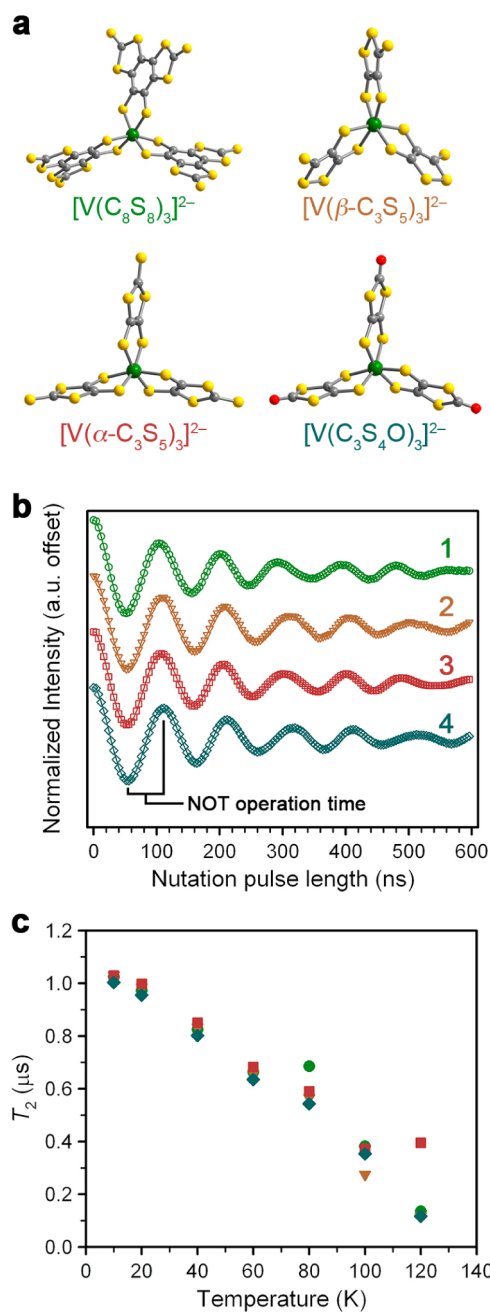 a
[V(C₈S₈)₃]²⁻
[V(β-C₃S₅)₃]²⁻
[V(α-C₃S₅)₃]²⁻
[V(C₃S₄O)₃]²⁻
b
Normalized Intensity (a.u. offset)
1
2
3
4
NOT operation time
0 100 200 300 400 500 600
Nutation pulse length (ns)
c
T₂ (μs)
1.2
1.0
0.8
0.6
0.4
0.2
0.0
0 20 40 60 80 100 120 140
Temperature (K)